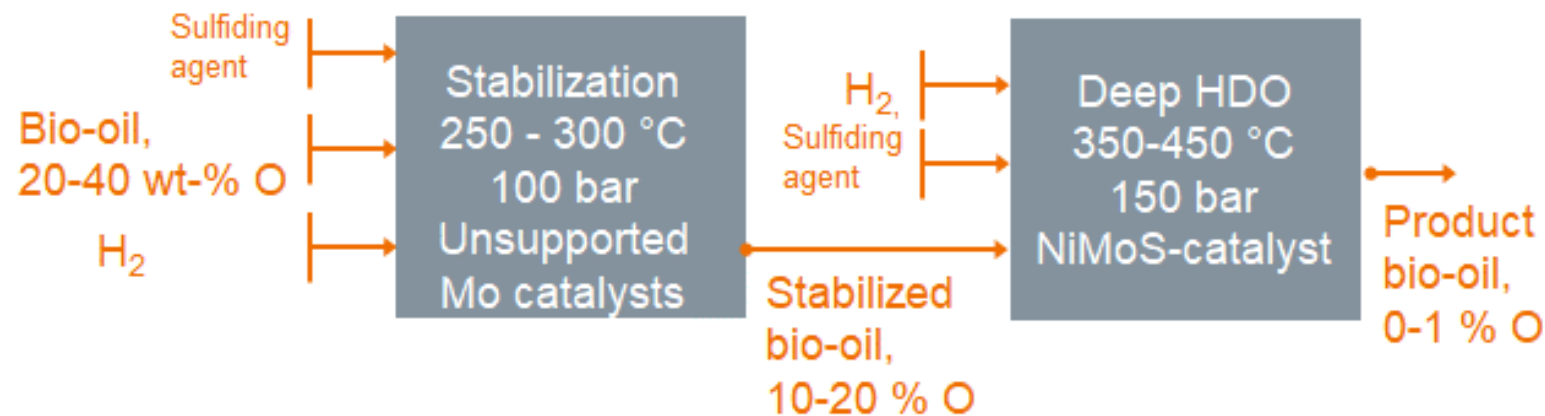 Sulfiding
agent
Bio-oil,
20-40 wt-% O
H2
Stabilization
250 - 300 °C
100 bar
Unsupported
Mo catalysts
H2,
Sulfiding
agent
Stabilized
bio-oil,
10-20 % O
Deep HDO
350-450 °C
150 bar
NiMoS-catalyst
Product
bio-oil,
0-1 % O